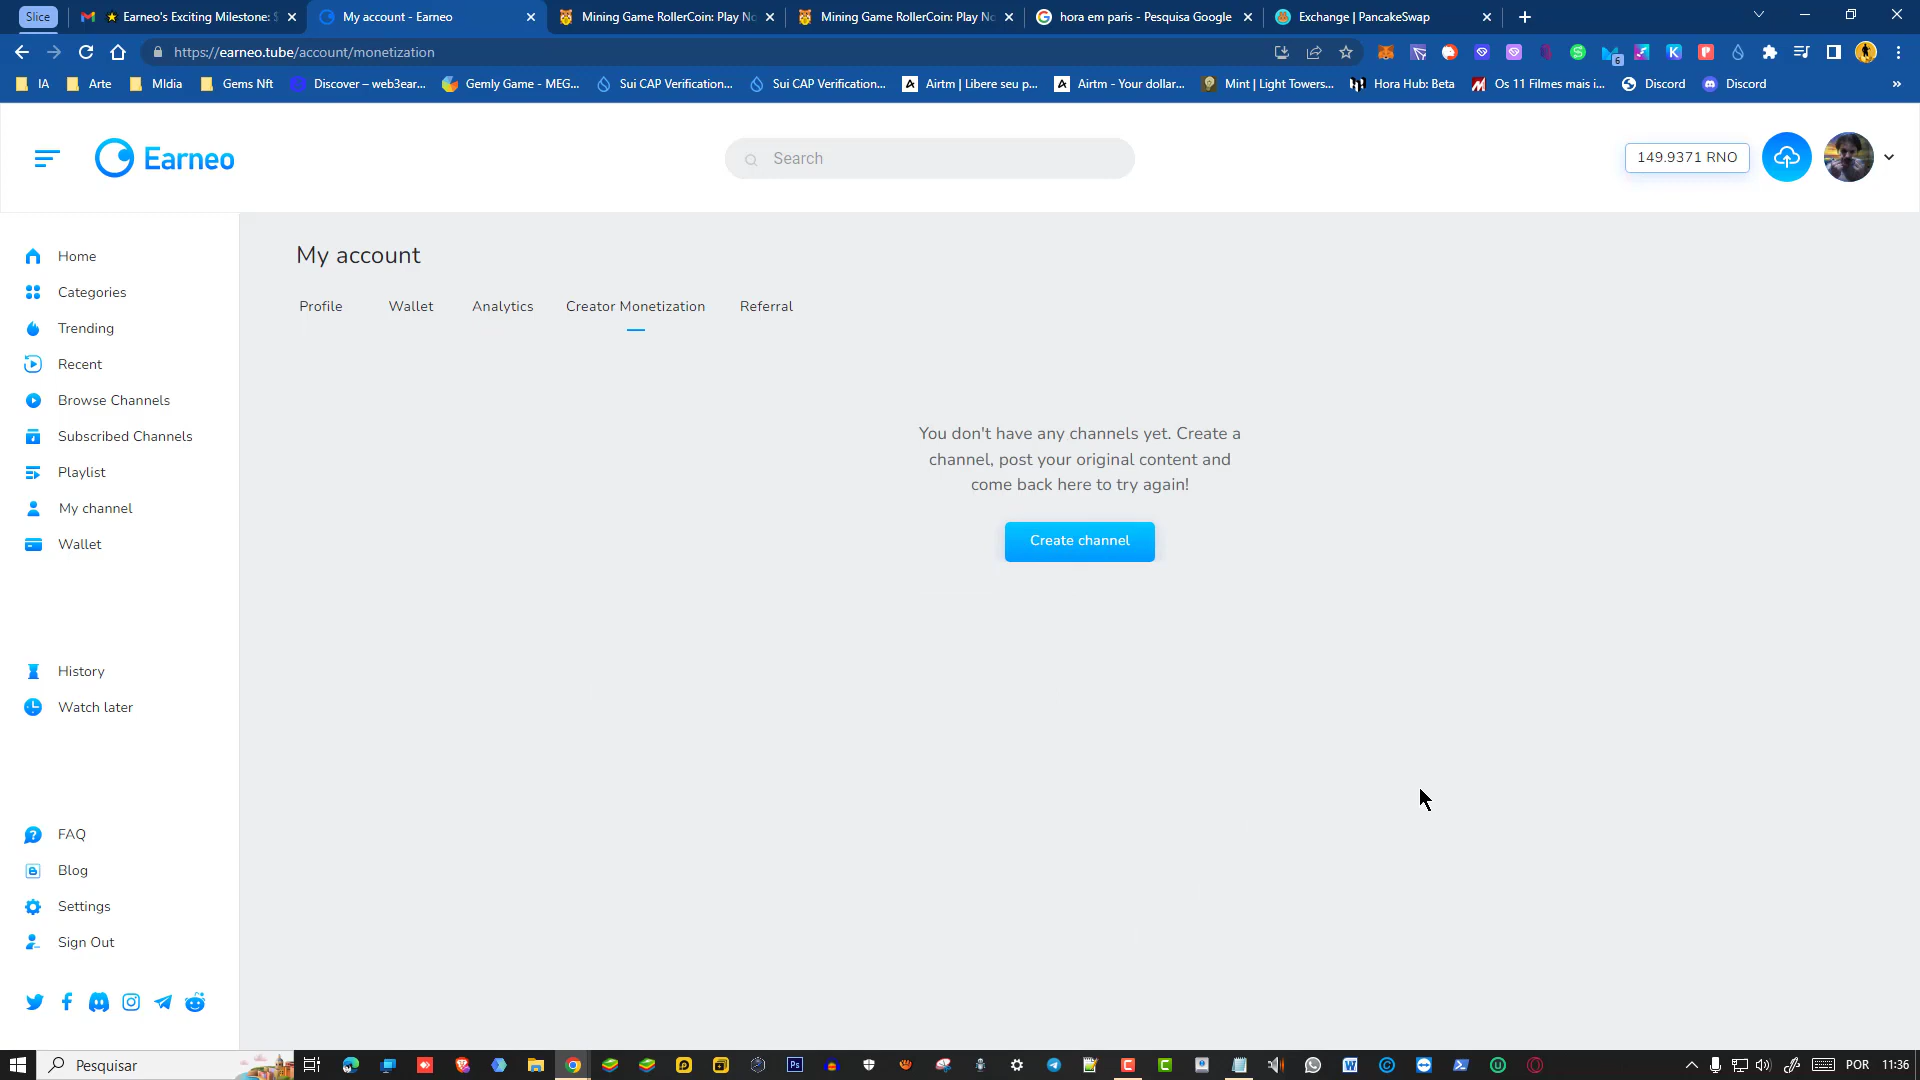 Slice
Earneo's Exciting Milestone: $
My account - Earneo
Mining Game RollerCoin: Play No
Mining Game RollerCoin: Play No
hora em paris - Pesquisa Google
Exchange | PancakeSwap
https://earneo.tube/account/monetization
6
IA
Arte
MIdia
Gems Nft
Discover – web3ear...
Gemly Game - MEG...
Sui CAP Verification...
Sui CAP Verification...
Airtm | Libere seu p...
Airtm - Your dollar...
Mint | Light Towers...
Hora Hub: Beta
Os 11 Filmes mais i...
Discord
Discord
»
Earneo
Search
149.9371 RNO
Home
Categories
Trending
Recent
Browse Channels
Subscribed Channels
Playlist
My channel
Wallet
History
Watch later
FAQ
Blog
Settings
Sign Out
My account
Profile
Wallet
Analytics
Creator Monetization
Referral
You don't have any channels yet. Create a
channel, post your original content and
come back here to try again!
Create channel
Pesquisar
POR
11:36